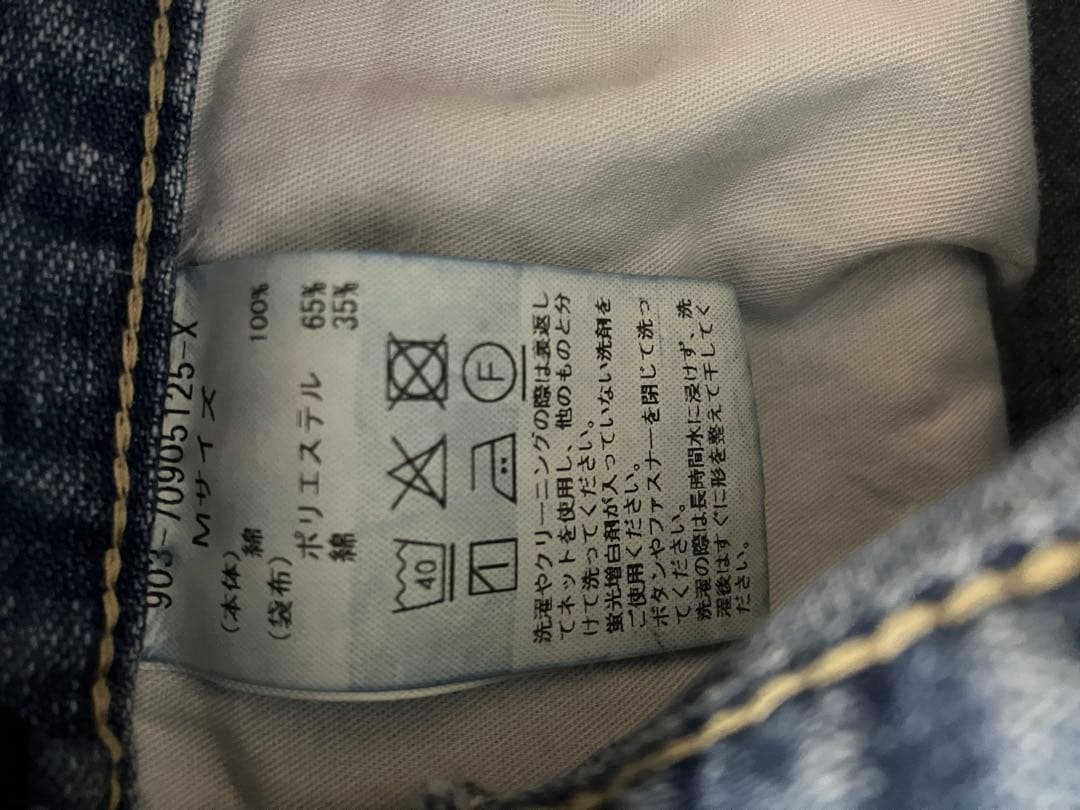 903-70905125-X
Mサイズ
(本体)
綿 100%
(袋布)
ポリエステル 65%
綿 35%
40
F
洗濯やクリーニングの際は裏返し
てネットを使用し、他のものと分
けて洗ってください。
蛍光増白剤が入っていない洗剤を
ご使用ください。
ボタンやファスナーを閉じて洗っ
てください。
洗濯の際は長時間水に浸けず、洗
濯後はすぐに形を整えて干してく
ださい。